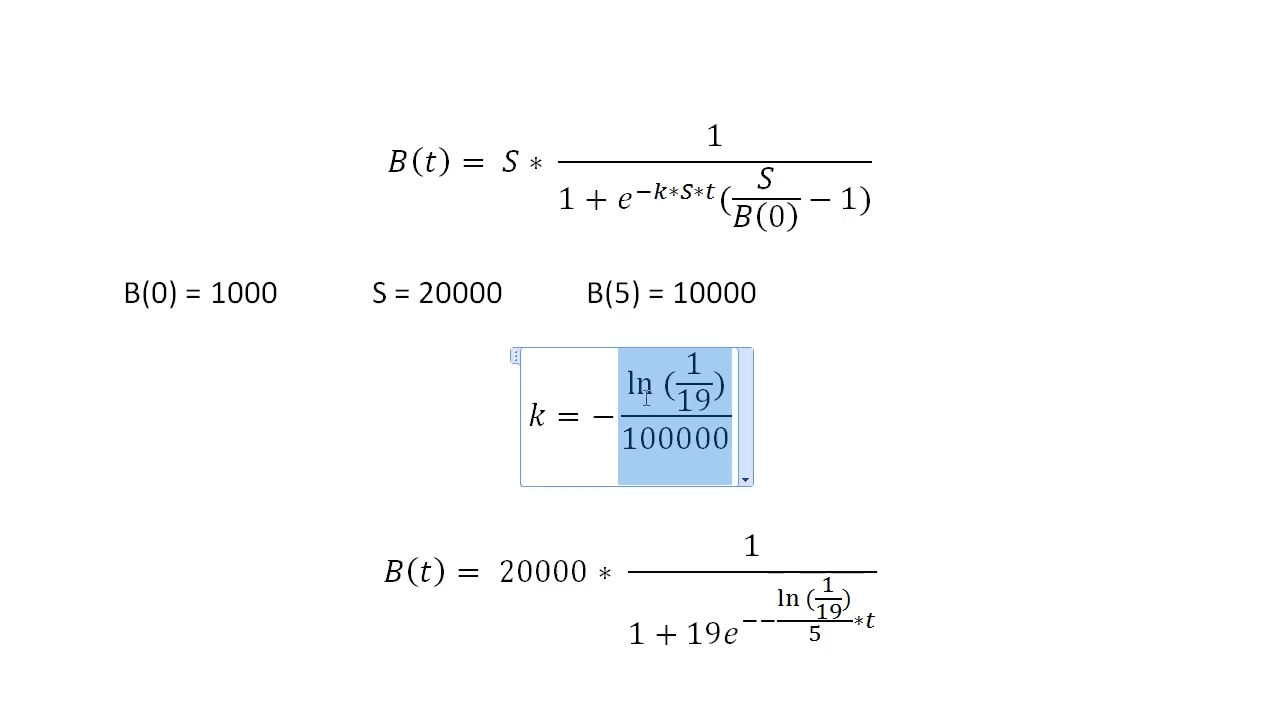 B(t) = S * 1 / (1 + e^(−k*S*t) (S/B(0) − 1))
B(0) = 1000 S = 20000 B(5) = 10000
k = − ln (1/19) / 100000
B(t) = 20000 * 1 / (1 + 19e^(−− ln (1/19)/5 *t))